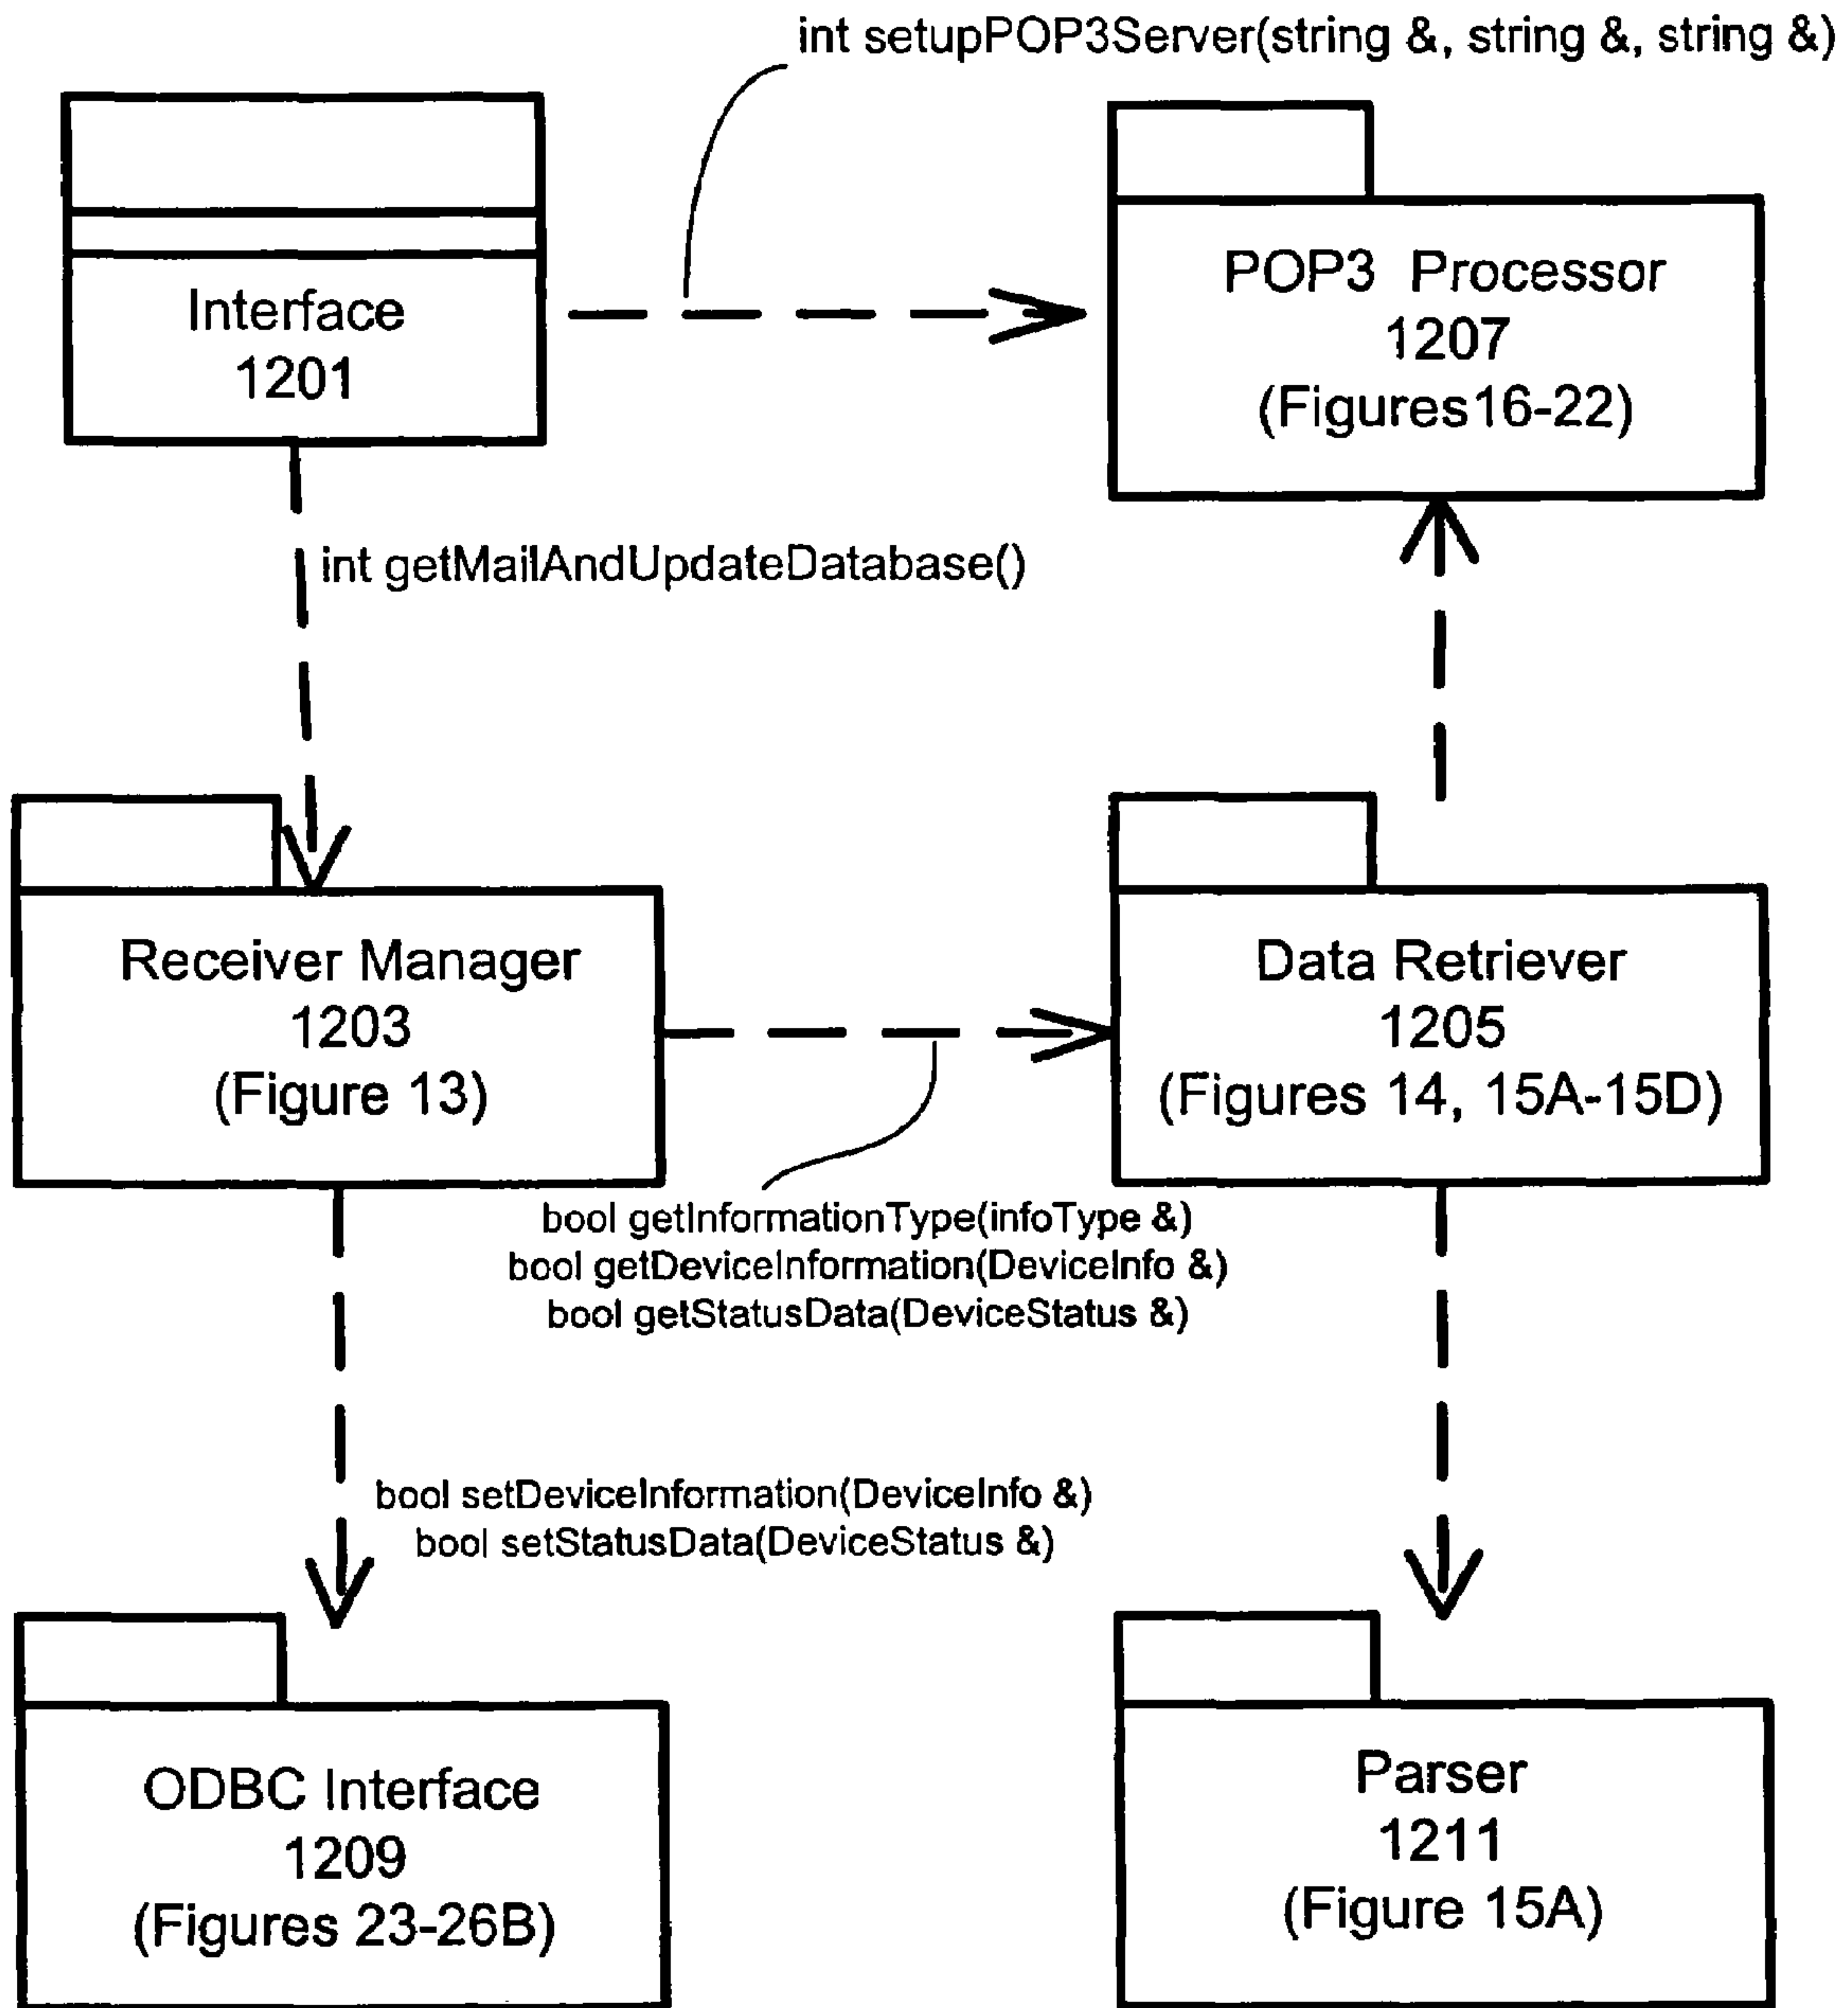 int setupPOP3Server(string &, string &, string &)
Interface
1201
POP3 Processor
1207
(Figures16-22)
int getMailAndUpdateDatabase()
Receiver Manager
1203
(Figure 13)
Data Retriever
1205
(Figures 14, 15A-15D)
bool getInformationType(infoType &)
bool getDeviceInformation(DeviceInfo &)
bool getStatusData(DeviceStatus &)
bool setDeviceInformation(DeviceInfo &)
bool setStatusData(DeviceStatus &)
ODBC Interface
1209
(Figures 23-26B)
Parser
1211
(Figure 15A)